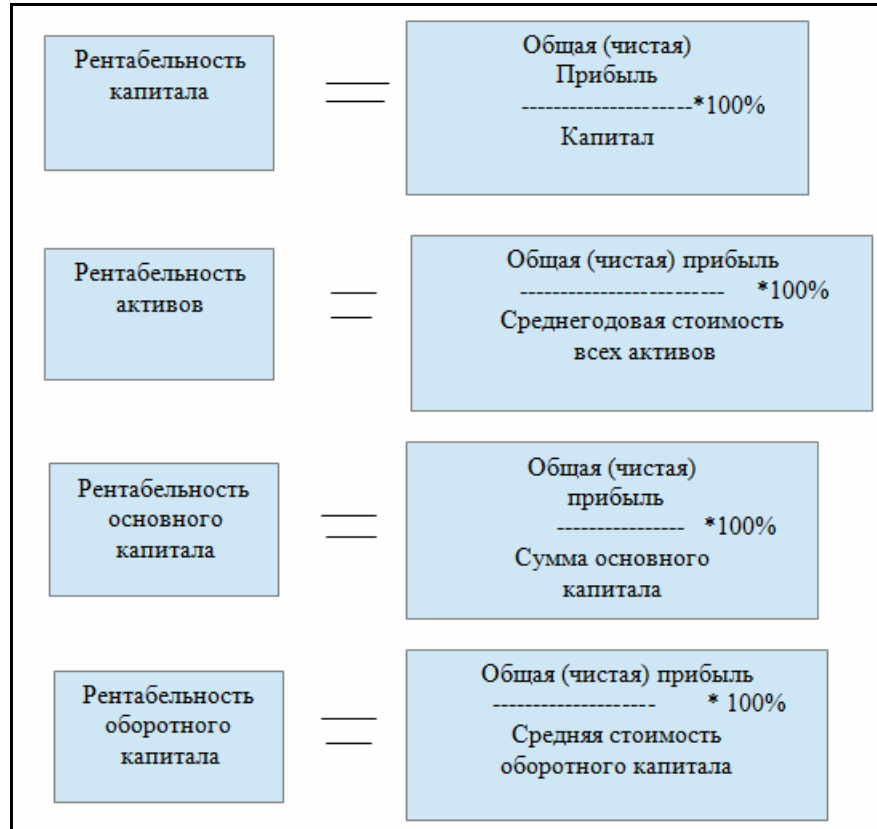 Рентабельность
капитала
Общая (чистая)
Прибыль
---------------------*100%
Капитал
Рентабельность
активов
Общая (чистая) прибыль
------------------------- *100%
Среднегодовая стоимость
всех активов
Рентабельность
основного
капитала
Общая (чистая)
прибыль
---------------- *100%
Сумма основного
капитала
Рентабельность
оборотного
капитала
Общая (чистая) прибыль
-------------------- * 100%
Средняя стоимость
оборотного капитала